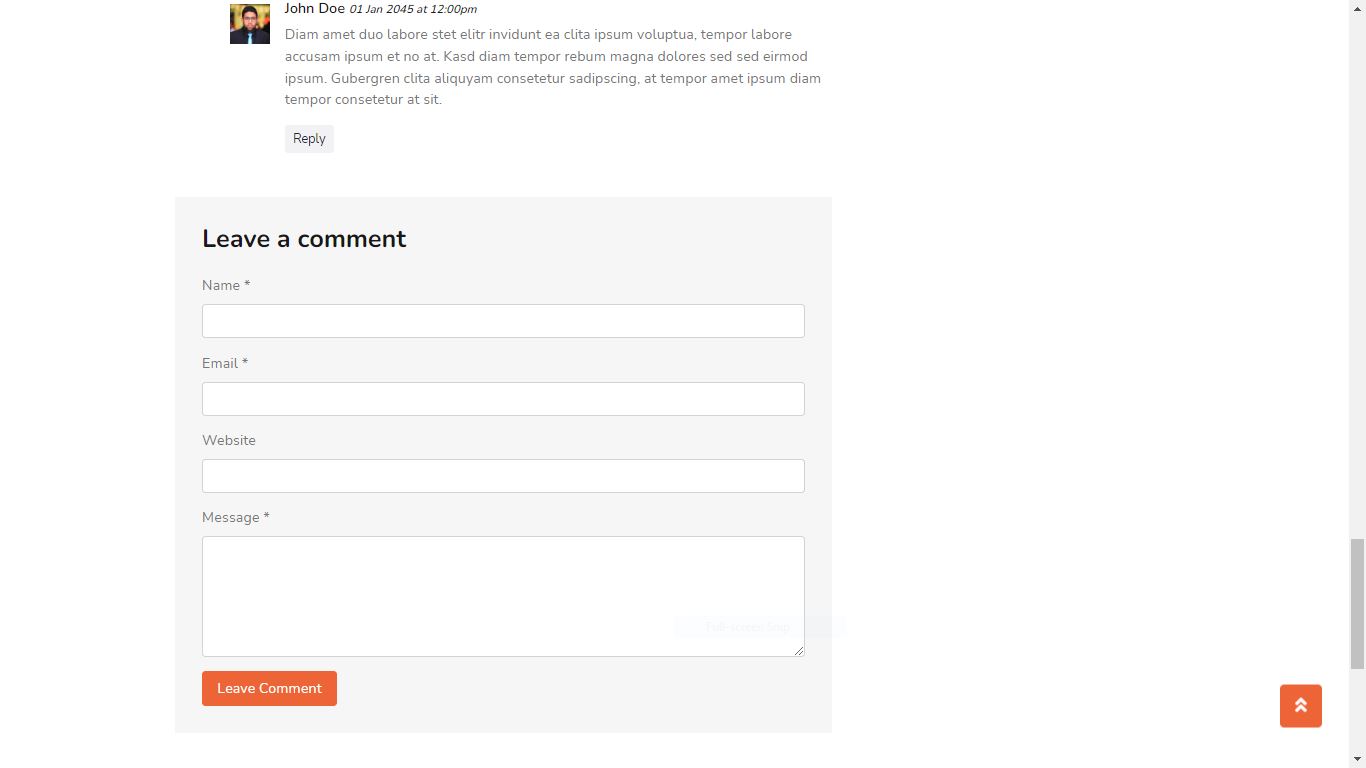 John Doe 01 Jan 2045 at 12:00pm
Diam amet duo labore stet elitr invidunt ea clita ipsum voluptua, tempor labore
accusam ipsum et no at. Kasd diam tempor rebum magna dolores sed sed eirmod
ipsum. Gubergren clita aliquyam consetetur sadipscing, at tempor amet ipsum diam
tempor consetetur at sit.
Reply
Leave a comment
Name *
Email *
Website
Message *
Full-screen Snip
Leave Comment